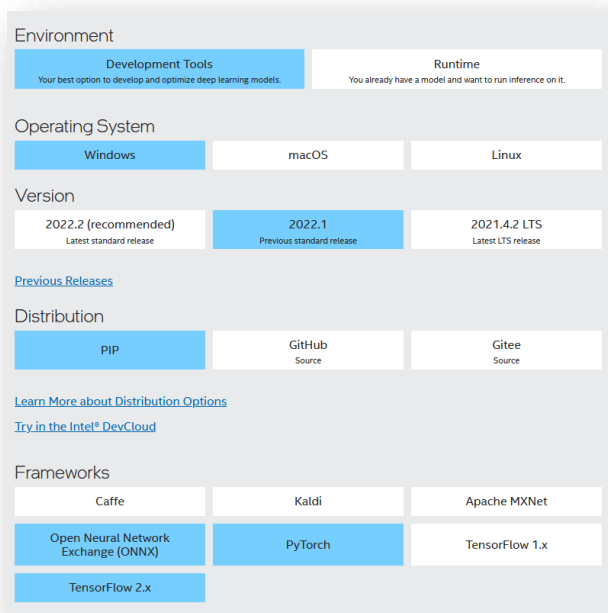 Environment
Development Tools
Your best option to develop and optimize deep learning models.
Runtime
You already have a model and want to run inference on it.
Operating System
Windows
macOS
Linux
Version
2022.2 (recommended)
Latest standard release
2022.1
Previous standard release
2021.4.2 LTS
Latest LTS release
Previous Releases
Distribution
PIP
GitHub
Source
Gitee
Source
Learn More about Distribution Options
Try in the Intel® DevCloud
Frameworks
Caffe
Kaldi
Apache MXNet
Open Neural Network
Exchange (ONNX)
PyTorch
TensorFlow 1.x
TensorFlow 2.x